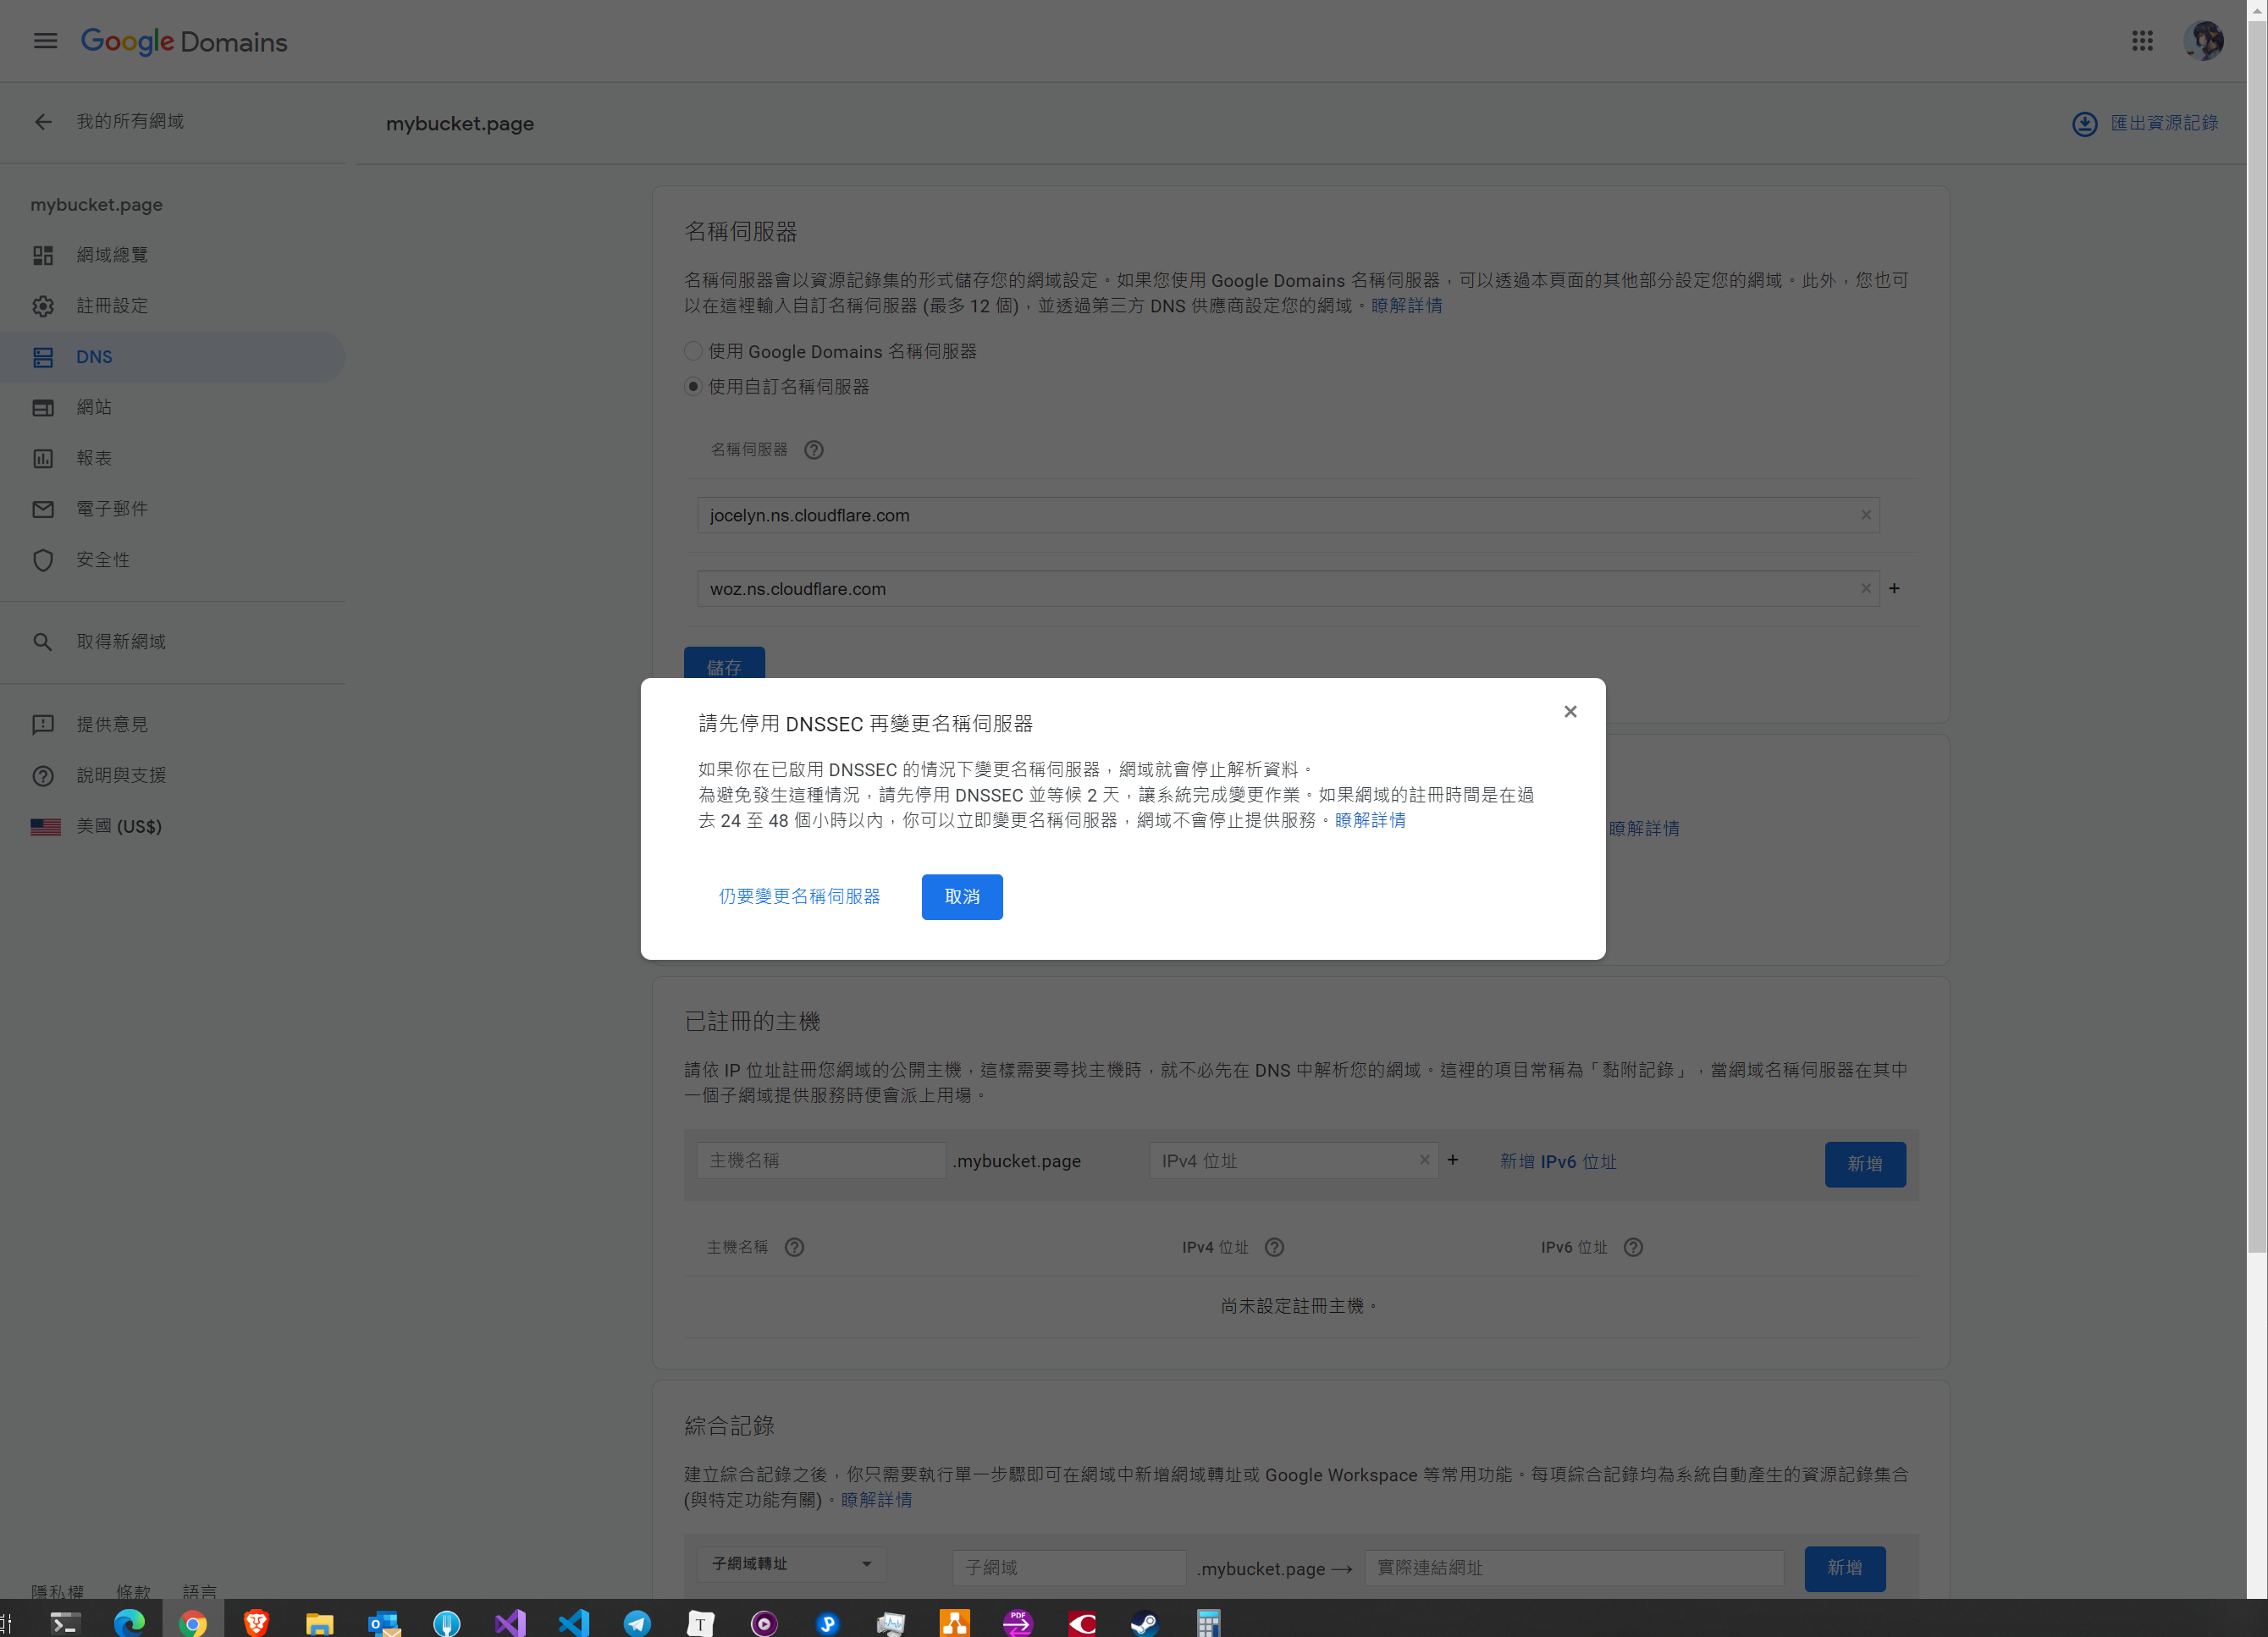 Google Domains
我的所有網域
mybucket.page
匯出資源記錄
mybucket.page
網域總覽
註冊設定
DNS
網站
報表
電子郵件
安全性
取得新網域
提供意見
說明與支援
美國 (US$)
隱私權 條款 語言
名稱伺服器
名稱伺服器會以資源記錄集的形式儲存您的網域設定。如果您使用 Google Domains 名稱伺服器，可以透過本頁面的其他部分設定您的網域。此外，您也可
以在這裡輸入自訂名稱伺服器 (最多 12 個)，並透過第三方 DNS 供應商設定您的網域。瞭解詳情
使用 Google Domains 名稱伺服器
使用自訂名稱伺服器
名稱伺服器
jocelyn.ns.cloudflare.com
woz.ns.cloudflare.com
儲存
請先停用 DNSSEC 再變更名稱伺服器
如果你在已啟用 DNSSEC 的情況下變更名稱伺服器，網域就會停止解析資料。
為避免發生這種情況，請先停用 DNSSEC 並等候 2 天，讓系統完成變更作業。如果網域的註冊時間是在過
去 24 至 48 個小時以內，你可以立即變更名稱伺服器，網域不會停止提供服務。瞭解詳情
仍要變更名稱伺服器
取消
瞭解詳情
已註冊的主機
請依 IP 位址註冊您網域的公開主機，這樣需要尋找主機時，就不必先在 DNS 中解析您的網域。這裡的項目常稱為「黏附記錄」，當網域名稱伺服器在其中
一個子網域提供服務時便會派上用場。
主機名稱 .mybucket.page IPv4 位址 新增 IPv6 位址 新增
主機名稱 IPv4 位址 IPv6 位址
尚未設定註冊主機。
綜合記錄
建立綜合記錄之後，你只需要執行單一步驟即可在網域中新增網域轉址或 Google Workspace 等常用功能。每項綜合記錄均為系統自動產生的資源記錄集合
(與特定功能有關)。瞭解詳情
子網域轉址 子網域 .mybucket.page → 實際連結網址 新增